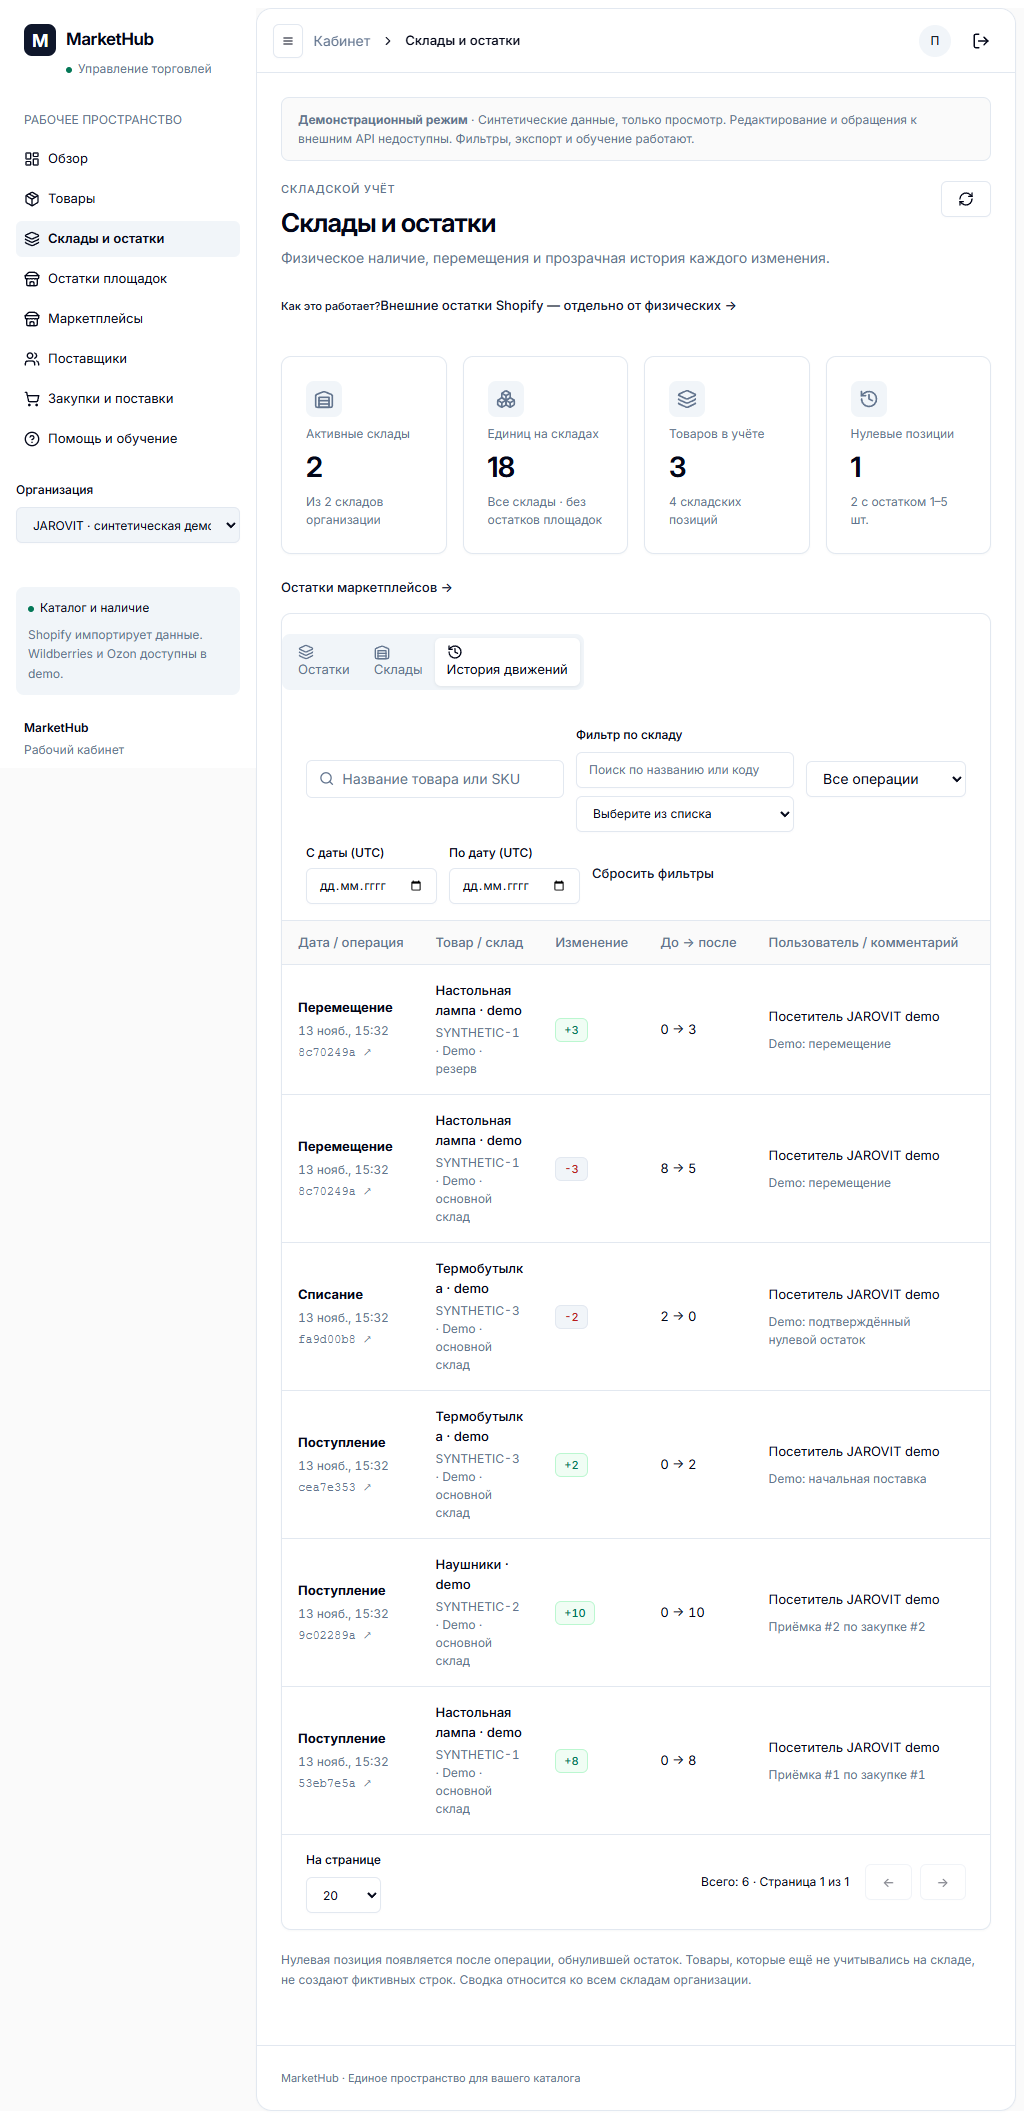 M MarketHub
Управление торговлей
РАБОЧЕЕ ПРОСТРАНСТВО
Обзор
Товары
Склады и остатки
Остатки площадок
Маркетплейсы
Поставщики
Закупки и поставки
Помощь и обучение
Организация
JAROVIT · синтетическая демо
Каталог и наличие
Shopify импортирует данные.
Wildberries и Ozon доступны в
demo.
MarketHub
Рабочий кабинет
Кабинет > Склады и остатки
П
Демонстрационный режим · Синтетические данные, только просмотр. Редактирование и обращения к
внешним API недоступны. Фильтры, экспорт и обучение работают.
СКЛАДСКОЙ УЧЁТ
Склады и остатки
Физическое наличие, перемещения и прозрачная история каждого изменения.
Как это работает?Внешние остатки Shopify — отдельно от физических →
Активные склады
2
Из 2 складов
организации
Единиц на складах
18
Все склады · без
остатков площадок
Товаров в учёте
3
4 складских
позиций
Нулевые позиции
1
2 с остатком 1–5
шт.
Остатки маркетплейсов →
Остатки
Склады
История движений
Название товара или SKU
Фильтр по складу
Поиск по названию или коду
Выберите из списка
Все операции
С даты (UTC)
дд.мм.гггг
По дату (UTC)
дд.мм.гггг
Сбросить фильтры
Дата / операция Товар / склад Изменение До → после Пользователь / комментарий
Перемещение
13 нояб., 15:32
8c70249a ↗
Настольная
лампа · demo
SYNTHETIC-1
· Demo ·
резерв
+3
0 → 3
Посетитель JAROVIT demo
Demo: перемещение
Перемещение
13 нояб., 15:32
8c70249a ↗
Настольная
лампа · demo
SYNTHETIC-1
· Demo ·
основной
склад
-3
8 → 5
Посетитель JAROVIT demo
Demo: перемещение
Списание
13 нояб., 15:32
fa9d00b8 ↗
Термобутылк
а · demo
SYNTHETIC-3
· Demo ·
основной
склад
-2
2 → 0
Посетитель JAROVIT demo
Demo: подтверждённый
нулевой остаток
Поступление
13 нояб., 15:32
cea7e353 ↗
Термобутылк
а · demo
SYNTHETIC-3
· Demo ·
основной
склад
+2
0 → 2
Посетитель JAROVIT demo
Demo: начальная поставка
Поступление
13 нояб., 15:32
9c02289a ↗
Наушники ·
demo
SYNTHETIC-2
· Demo ·
основной
склад
+10
0 → 10
Посетитель JAROVIT demo
Приёмка #2 по закупке #2
Поступление
13 нояб., 15:32
53eb7e5a ↗
Настольная
лампа · demo
SYNTHETIC-1
· Demo ·
основной
склад
+8
0 → 8
Посетитель JAROVIT demo
Приёмка #1 по закупке #1
На странице
20
Всего: 6 · Страница 1 из 1
← →
Нулевая позиция появляется после операции, обнулившей остаток. Товары, которые ещё не учитывались на складе,
не создают фиктивных строк. Сводка относится ко всем складам организации.
MarketHub · Единое пространство для вашего каталога